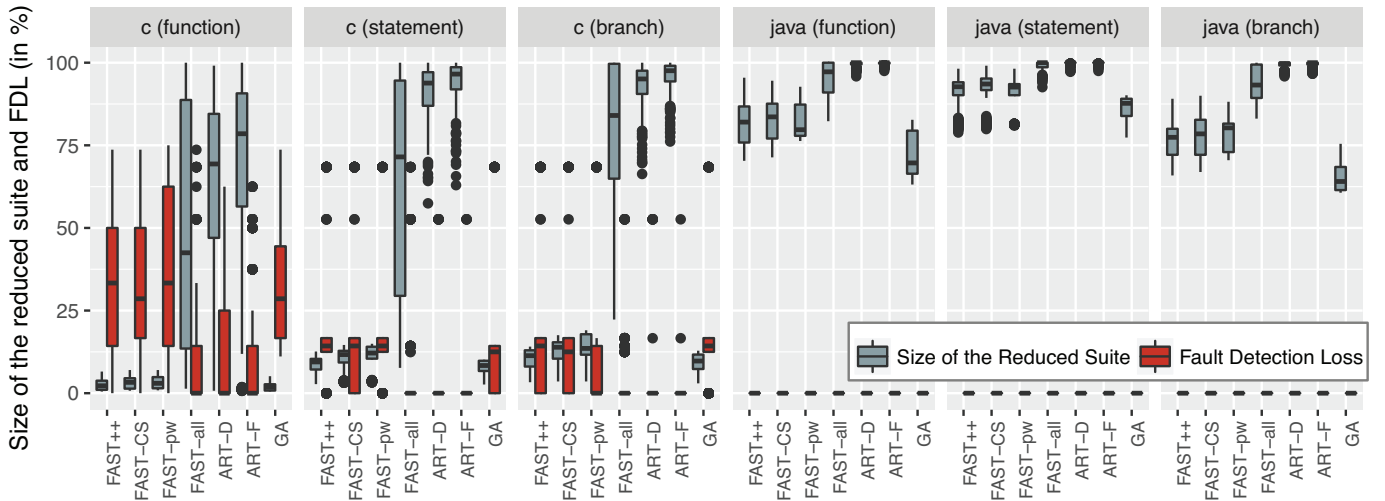 Size of the reduced suite and FDL (in %)
c (function)
c (statement)
c (branch)
java (function)
java (statement)
java (branch)
100
75
50
25
0
Size of the Reduced Suite
Fault Detection Loss
FAST++
FAST−CS
FAST−pw
FAST−all
ART−D
ART−F
GA
FAST++
FAST−CS
FAST−pw
FAST−all
ART−D
ART−F
GA
FAST++
FAST−CS
FAST−pw
FAST−all
ART−D
ART−F
GA
FAST++
FAST−CS
FAST−pw
FAST−all
ART−D
ART−F
GA
FAST++
FAST−CS
FAST−pw
FAST−all
ART−D
ART−F
GA
FAST++
FAST−CS
FAST−pw
FAST−all
ART−D
ART−F
GA